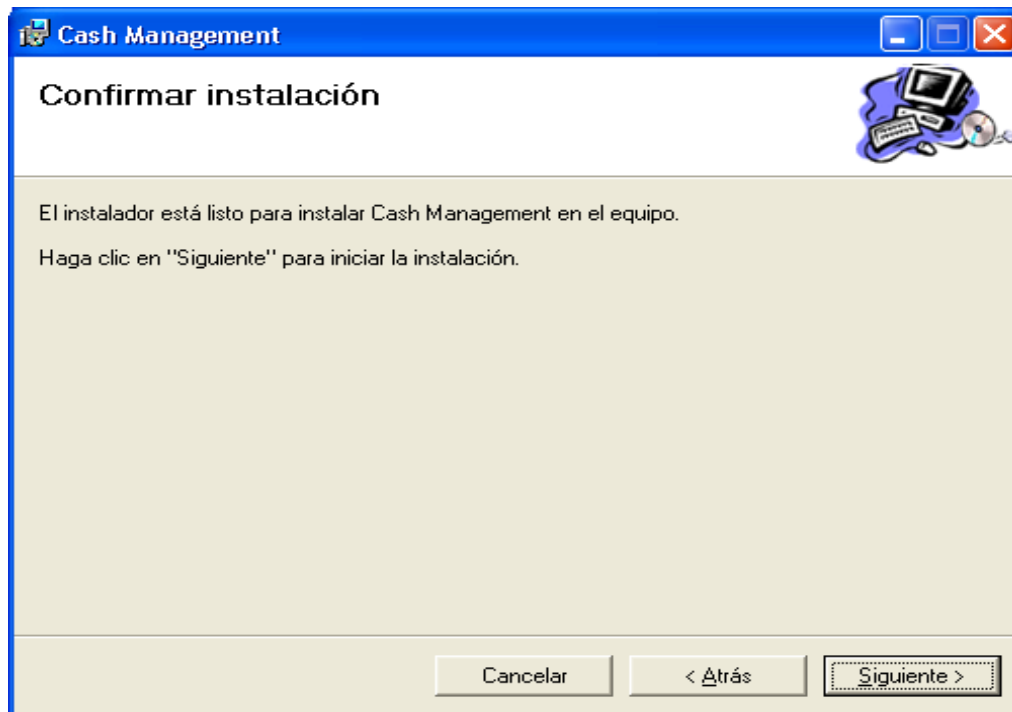 Cash Management
Confirmar instalación
El instalador está listo para instalar Cash Management en el equipo.
Haga clic en "Siguiente" para iniciar la instalación.
Cancelar
< Atrás
Siguiente >